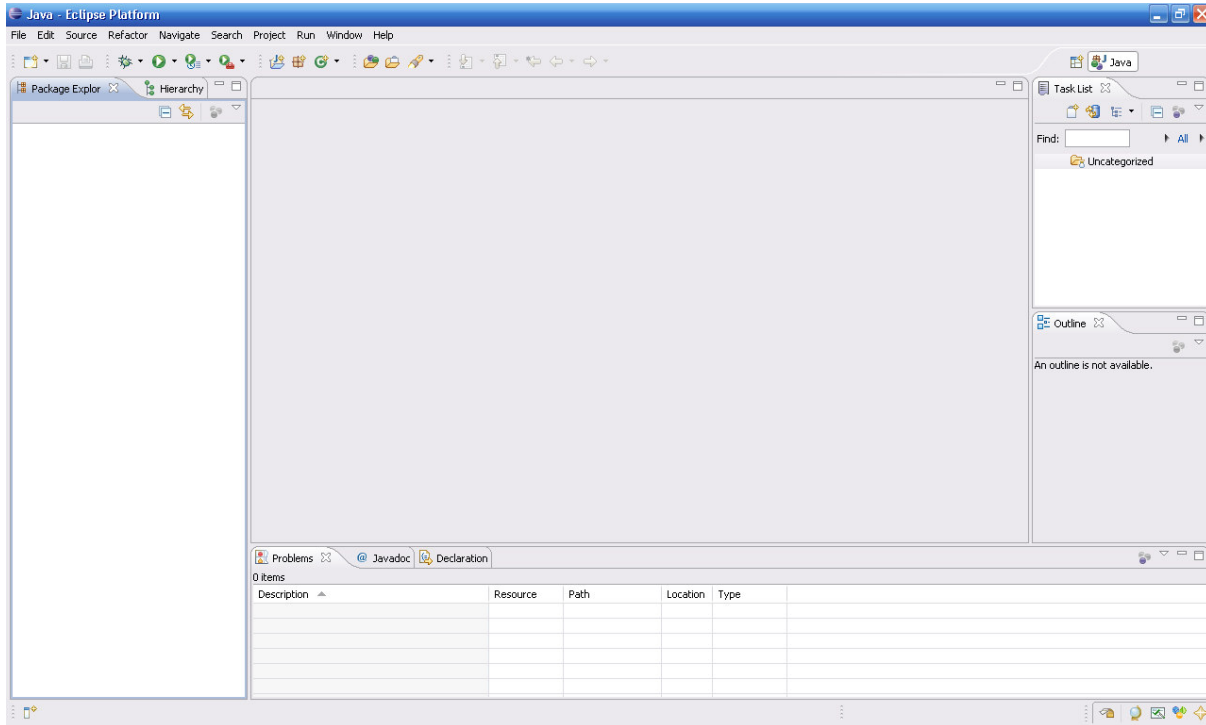 Java - Eclipse Platform
File Edit Source Refactor Navigate Search Project Run Window Help
Java
Package Explor Hierarchy
Task List
Find: All
Uncategorized
Outline
An outline is not available.
Problems @ Javadoc Declaration
0 items
Description Resource Path Location Type